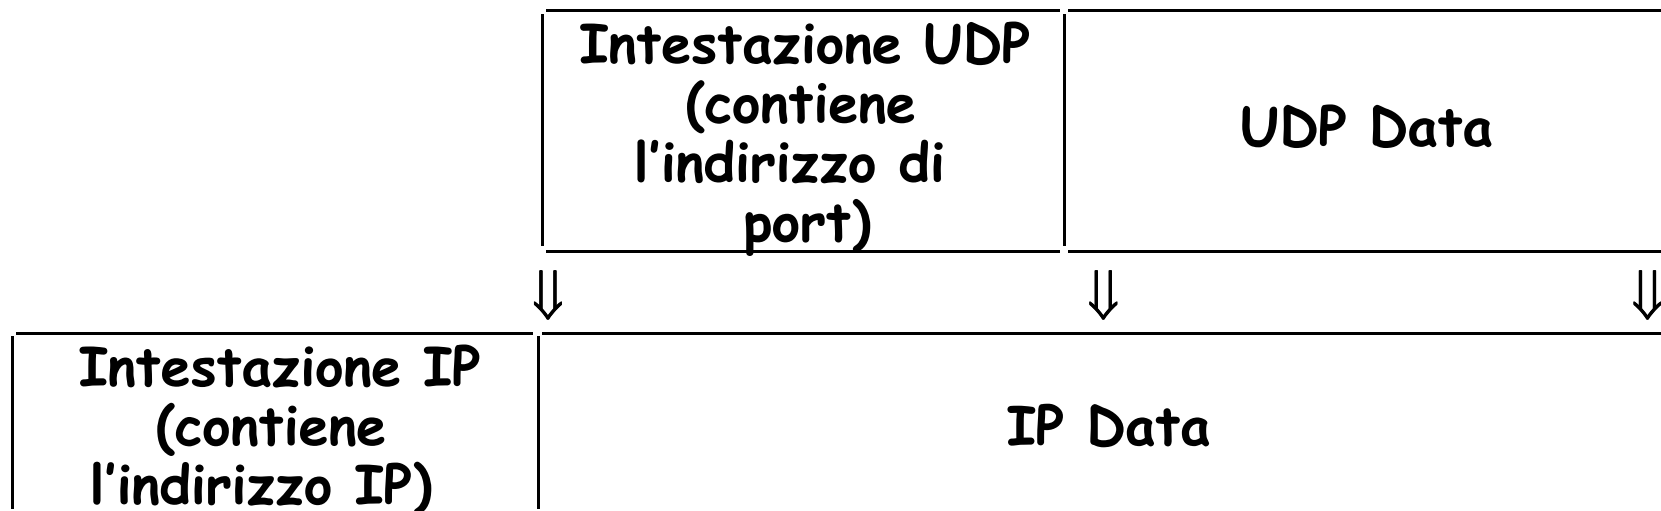 Intestazione UDP
(contiene
l'indirizzo di
port)
UDP Data
⇓ ⇓ ⇓
Intestazione IP
(contiene
l'indirizzo IP)
IP Data